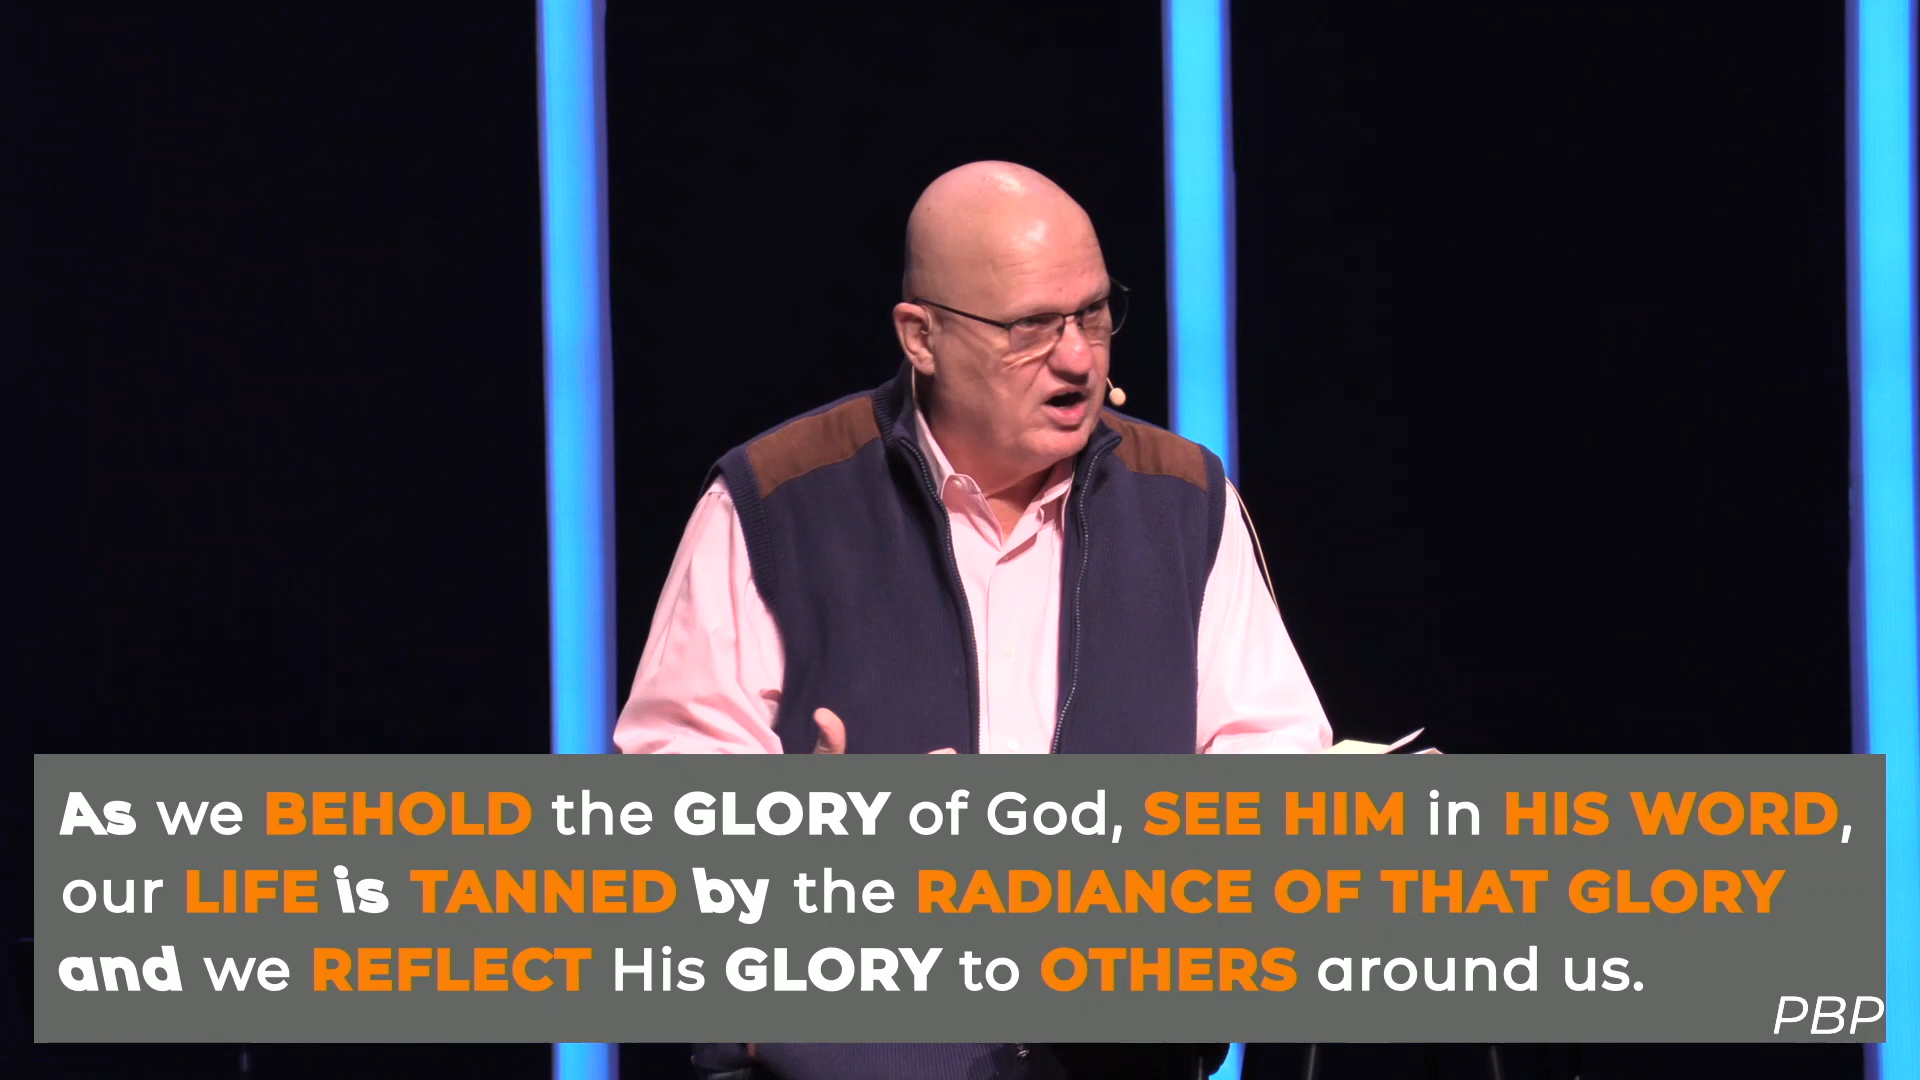 As we BEHOLD the GLORY of God, SEE HIM in HIS WORD,
our LIFE is TANNED by the RADIANCE OF THAT GLORY
and we REFLECT His GLORY to OTHERS around us.
PBP